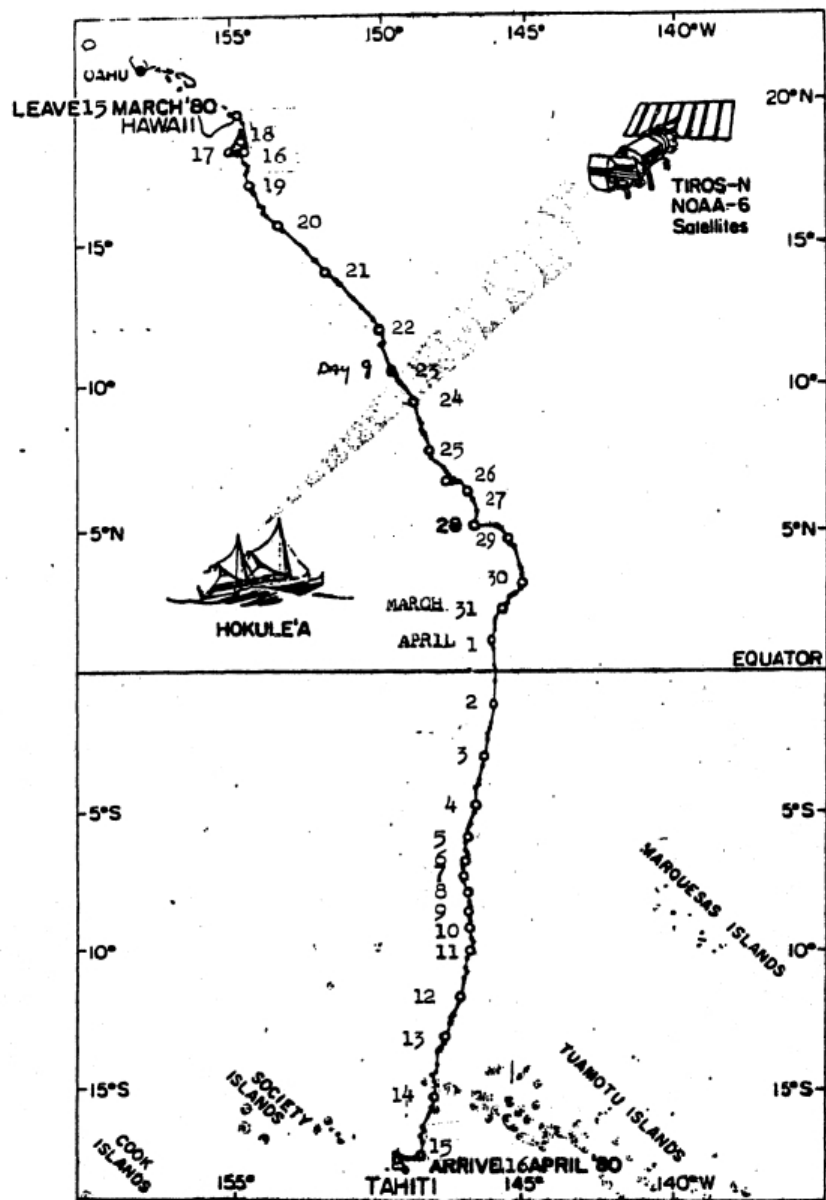 155°
150°
145°
140°W
OAHU
LEAVE 15 MARCH '80
HAWAII
20°N
18
17
16
TIROS-N
NOAA-6
Satellites
19
20
15°
15°N
21
22
DAY 9
23
10°
10°N
24
25
26
27
5°N
28
5°N
29
30
MARCH 31
HOKULE'A
APRIL 1
EQUATOR
2
3
5°S
4
5°S
5
6
7
8
9
10
MARQUESAS ISLANDS
10°
11
10°S
12
13
15°S
14
15°S
SOCIETY
ISLANDS
TUAMOTU ISLANDS
COOK
ISLANDS
15
ARRIVE 16 APRIL '80
155°
TAHITI
145°
140°W